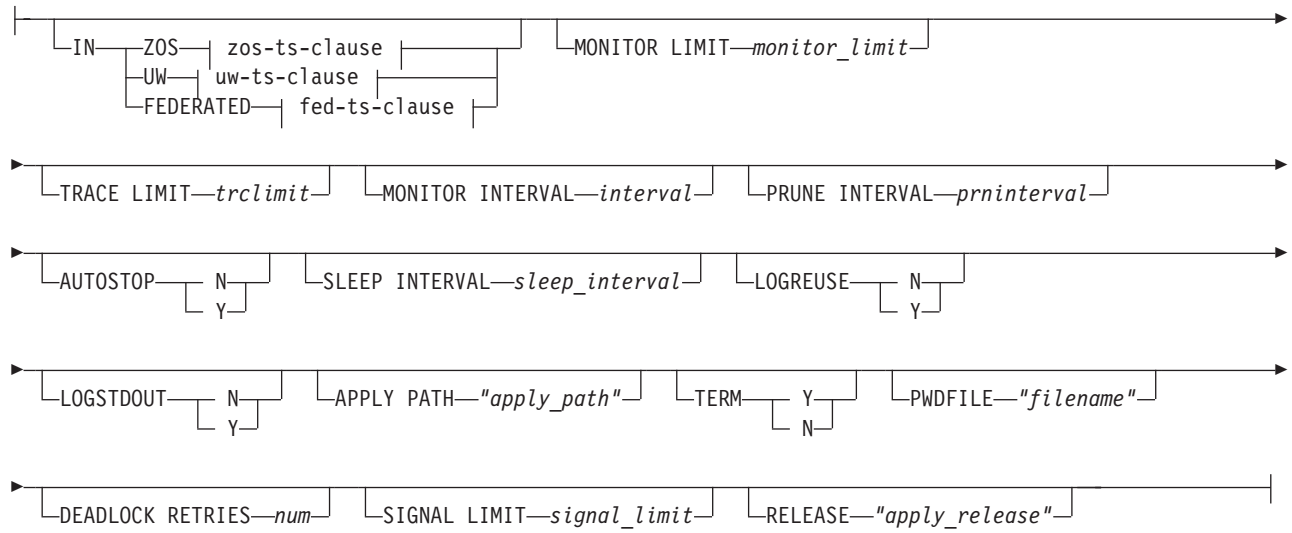 IN ZOS zos-ts-clause MONITOR LIMIT monitor_limit
UW uw-ts-clause
FEDERATED fed-ts-clause
TRACE LIMIT trclimit MONITOR INTERVAL interval PRUNE INTERVAL prninterval
AUTOSTOP N SLEEP INTERVAL sleep_interval LOGREUSE N
Y Y
LOGSTDOUT N APPLY PATH "apply_path" TERM Y PWDFILE "filename"
Y N
DEADLOCK RETRIES num SIGNAL LIMIT signal_limit RELEASE "apply_release"